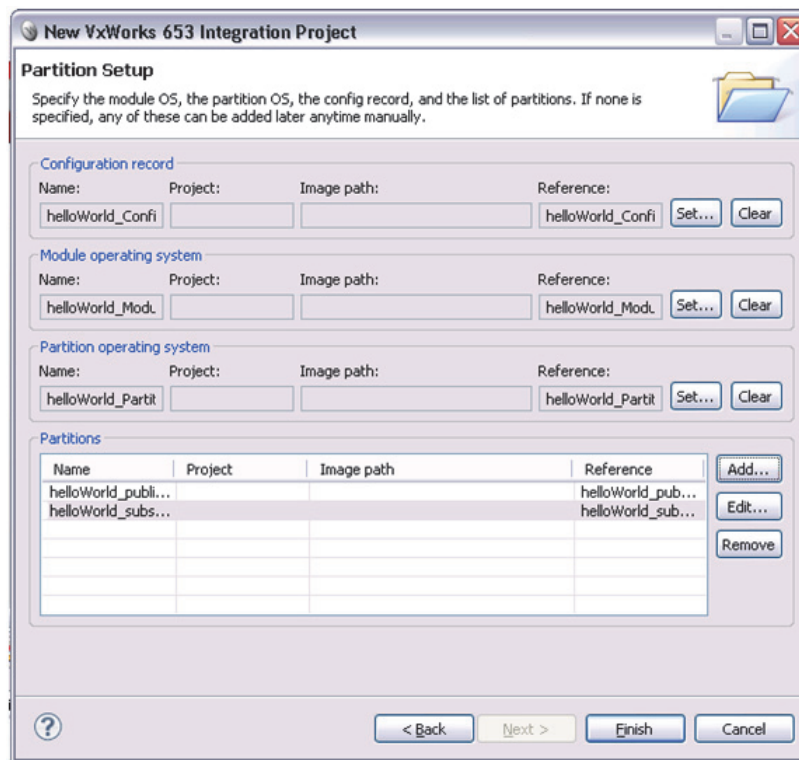 New VxWorks 653 Integration Project
Partition Setup
Specify the module OS, the partition OS, the config record, and the list of partitions. If none is
specified, any of these can be added later anytime manually.
Configuration record
Name: Project: Image path: Reference:
helloWorld_Confi helloWorld_Confi Set... Clear
Module operating system
Name: Project: Image path: Reference:
helloWorld_Modu helloWorld_Modu Set... Clear
Partition operating system
Name: Project: Image path: Reference:
helloWorld_Partit helloWorld_Partit Set... Clear
Partitions
Name Project Image path Reference Add...
helloWorld_publi... helloWorld_pub...
helloWorld_subs... helloWorld_sub... Edit...
Remove
? < Back Next > Finish Cancel